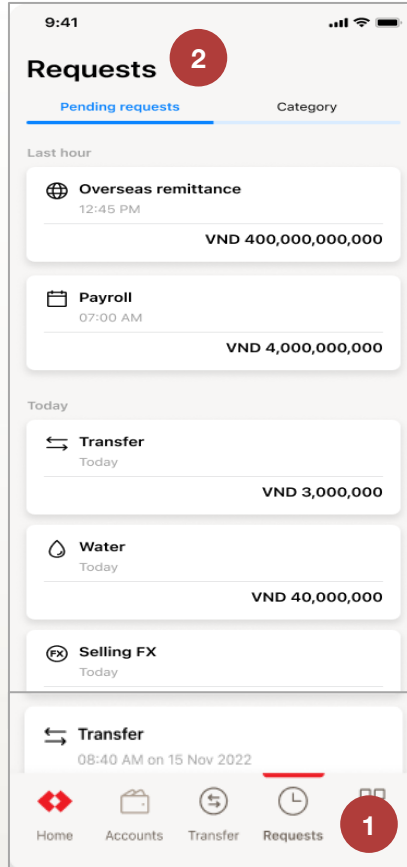 9:41
Requests
2
Pending requests
Category
Last hour
Overseas remittance
12:45 PM
VND 400,000,000,000
Payroll
07:00 AM
VND 4,000,000,000
Today
Transfer
Today
VND 3,000,000
Water
Today
VND 40,000,000
FX
Selling FX
Today
Transfer
08:40 AM on 15 Nov 2022
Home
Accounts
Transfer
Requests
1